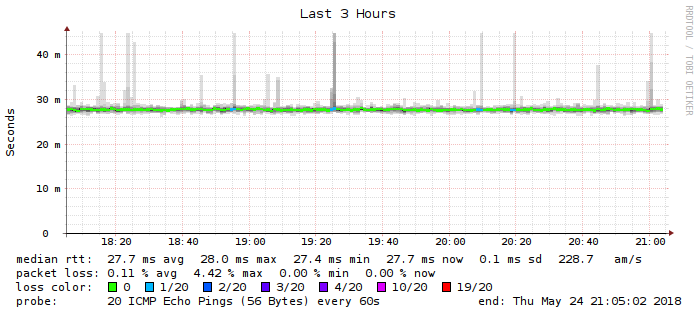 Last 3 Hours
RRDTOOL / TOBI OETIKER
Seconds
40 m
30 m
20 m
10 m
0
18:20 18:40 19:00 19:20 19:40 20:00 20:20 20:40 21:00
median rtt: 27.7 ms avg 28.0 ms max 27.4 ms min 27.7 ms now 0.1 ms sd 228.7 am/s
packet loss: 0.11 % avg 4.42 % max 0.00 % min 0.00 % now
loss color: 0 1/20 2/20 3/20 4/20 10/20 19/20
probe: 20 ICMP Echo Pings (56 Bytes) every 60s end: Thu May 24 21:05:02 2018